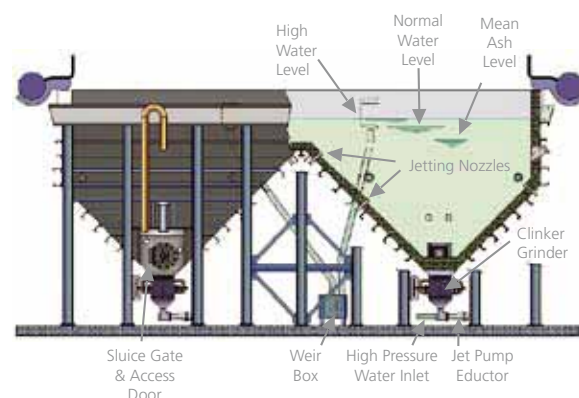 High
Water
Level
Normal
Water
Level
Mean
Ash
Level
Jetting Nozzles
Clinker
Grinder
Sluice Gate
& Access
Door
Weir
Box
High Pressure
Water Inlet
Jet Pump
Eductor